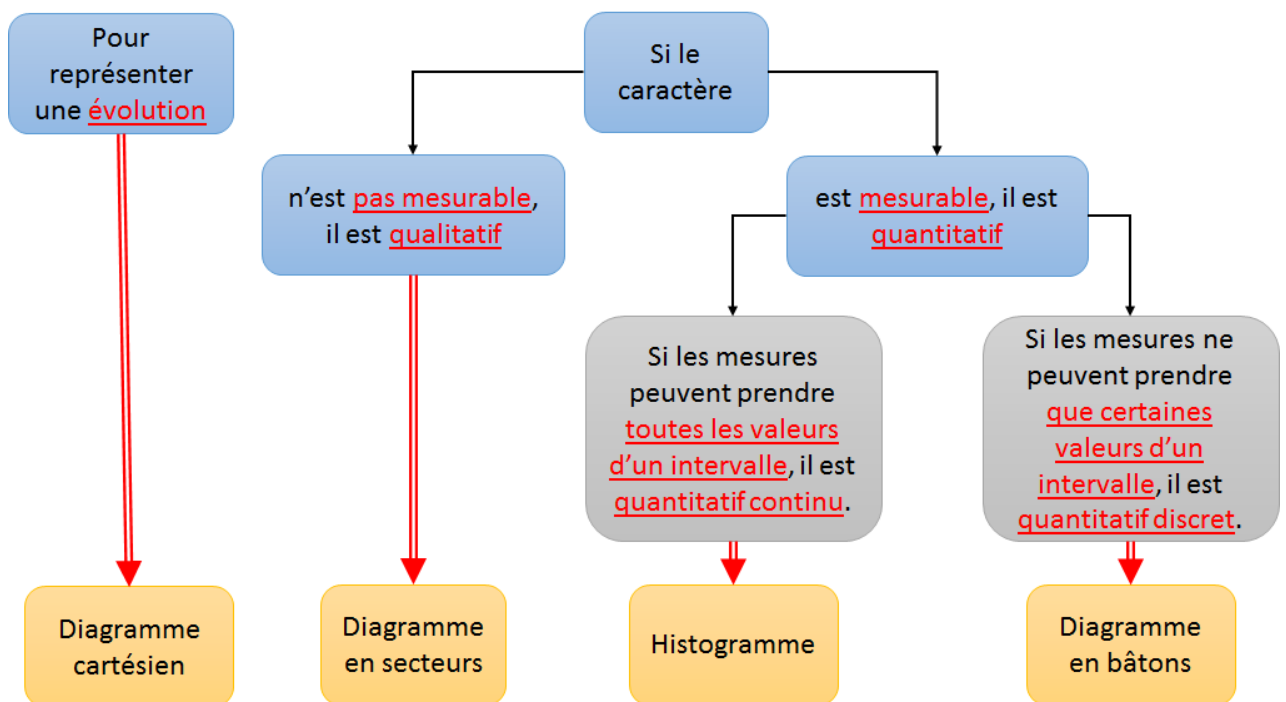 Pour
représenter
une évolution
Si le
caractère
n’est pas mesurable,
il est qualitatif
est mesurable, il est
quantitatif
Si les mesures
peuvent prendre
toutes les valeurs
d’un intervalle, il est
quantitatif continu.
Si les mesures ne
peuvent prendre
que certaines
valeurs d’un
intervalle, il est
quantitatif discret.
Diagramme
cartésien
Diagramme
en secteurs
Histogramme
Diagramme
en bâtons